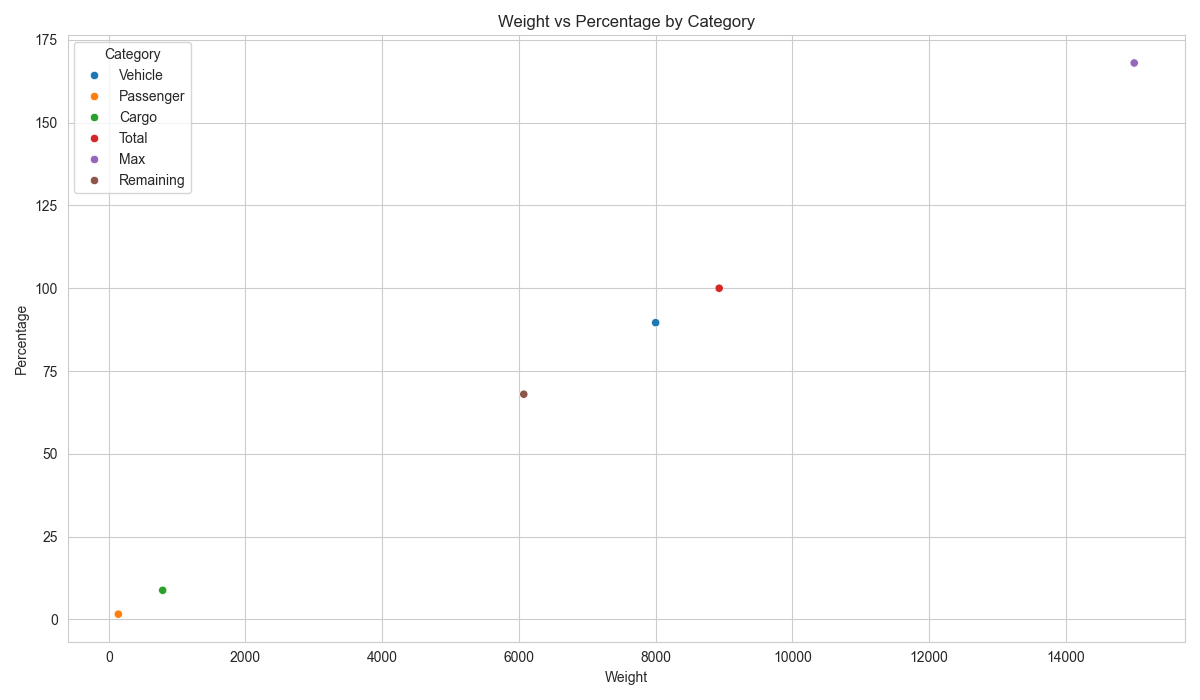 Weight vs Percentage by Category
175
150
125
100
75
50
25
0
Percentage
Category
Vehicle
Passenger
Cargo
Total
Max
Remaining
0 2000 4000 6000 8000 10000 12000 14000
Weight